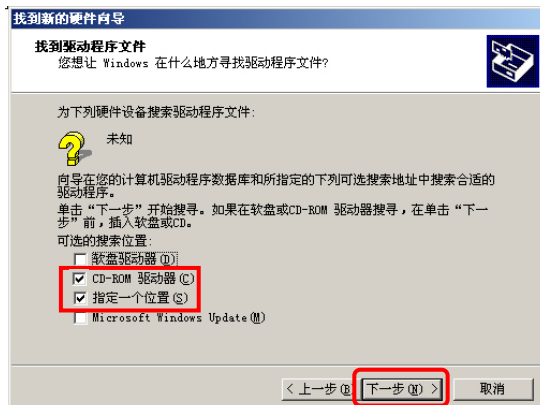 找到新的硬件向导
找到驱动程序文件
您想让 Windows 在什么地方寻找驱动程序文件?
为下列硬件设备搜索驱动程序文件:
未知
向导在您的计算机驱动程序数据库和所指定的下列可选搜索地址中搜索合适的
驱动程序。
单击“下一步”开始搜寻。如果在软盘或CD-ROM 驱动器搜寻，在单击“下一
步”前，插入软盘或CD。
可选的搜索位置:
软盘驱动器(D)
CD-ROM 驱动器(C)
指定一个位置(S)
Microsoft Windows Update(M)
< 上一步(B 下一步(N) > 取消